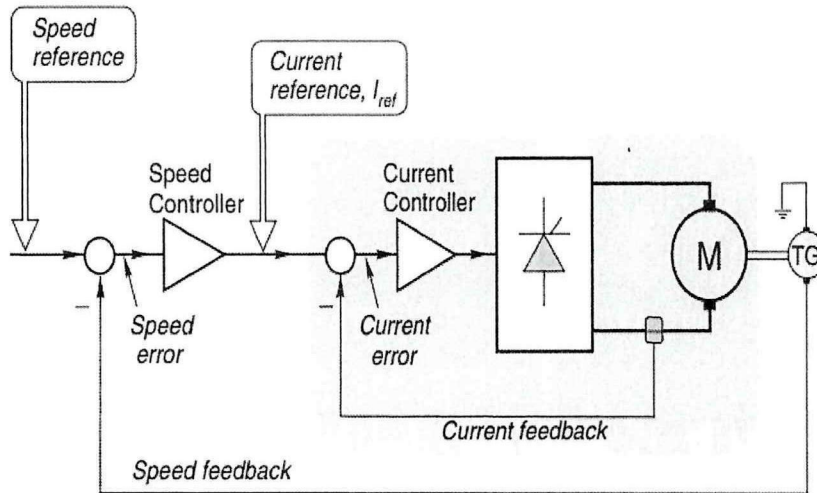 Speed
reference
Current
reference, I_ref
Speed
Controller
Current
Controller
M
TG
Speed
error
Current
error
Current feedback
Speed feedback